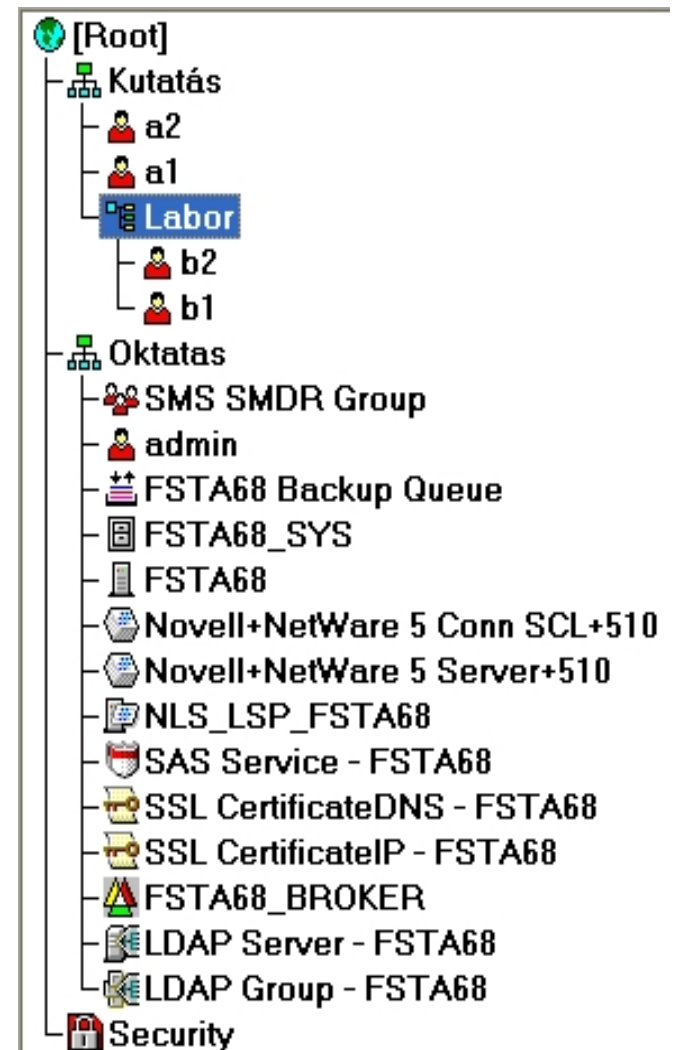 [Root]
Kutatás
a2
a1
Labor
b2
b1
Oktatas
SMS SMDR Group
admin
FSTA68 Backup Queue
FSTA68_SYS
FSTA68
Novell+NetWare 5 Conn SCL+510
Novell+NetWare 5 Server+510
NLS_LSP_FSTA68
SAS Service - FSTA68
SSL CertificateDNS - FSTA68
SSL CertificateIP - FSTA68
FSTA68_BROKER
LDAP Server - FSTA68
LDAP Group - FSTA68
Security